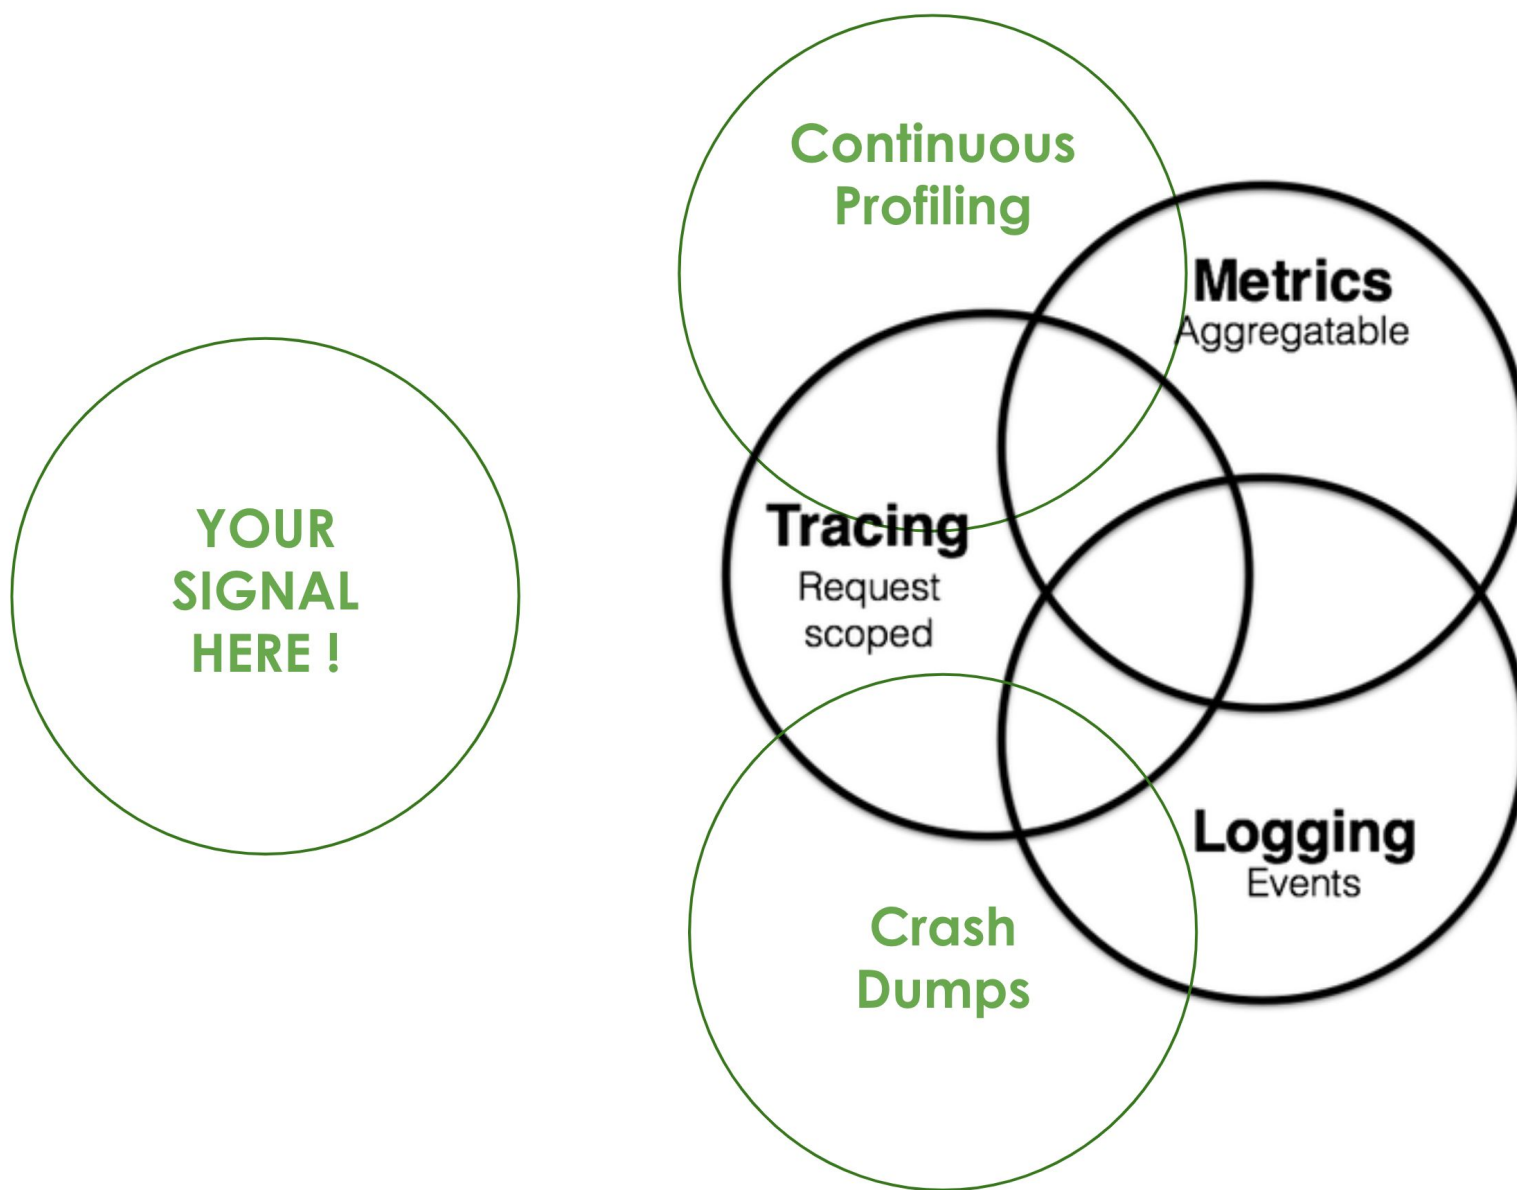 Continuous
Profiling
Metrics
Aggregatable
YOUR
SIGNAL
HERE !
Tracing
Request
scoped
Logging
Events
Crash
Dumps